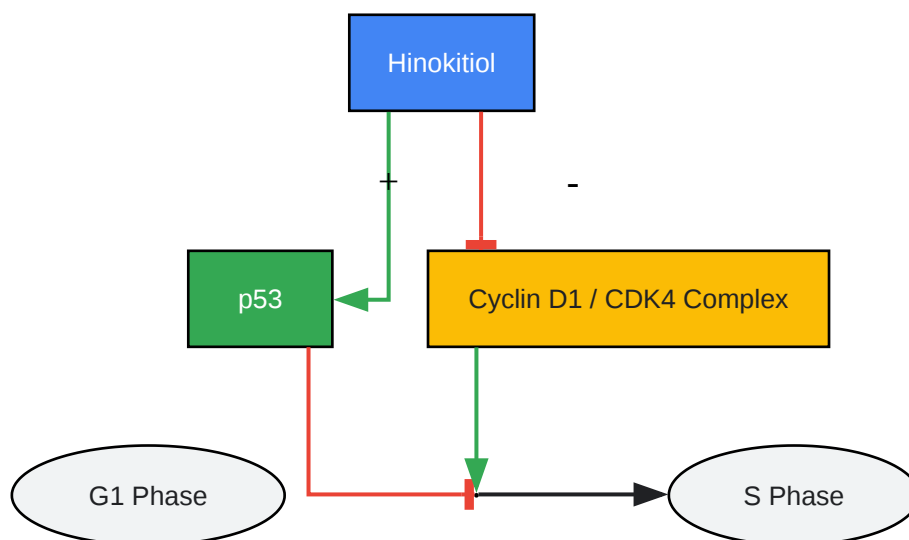 Hinokitiol
+
-
p53
Cyclin D1 / CDK4 Complex
G1 Phase
S Phase